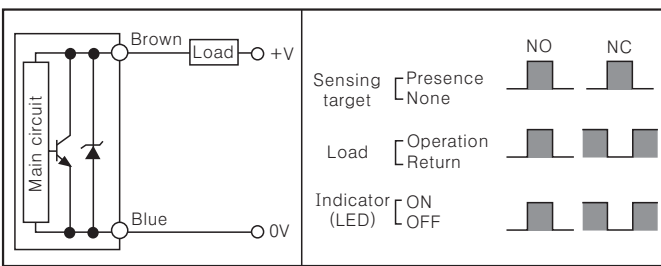 Brown
Load
+V
Main circuit
Blue
0V
NO NC
Sensing target
Presence
None
Load
Operation
Return
Indicator (LED)
ON
OFF